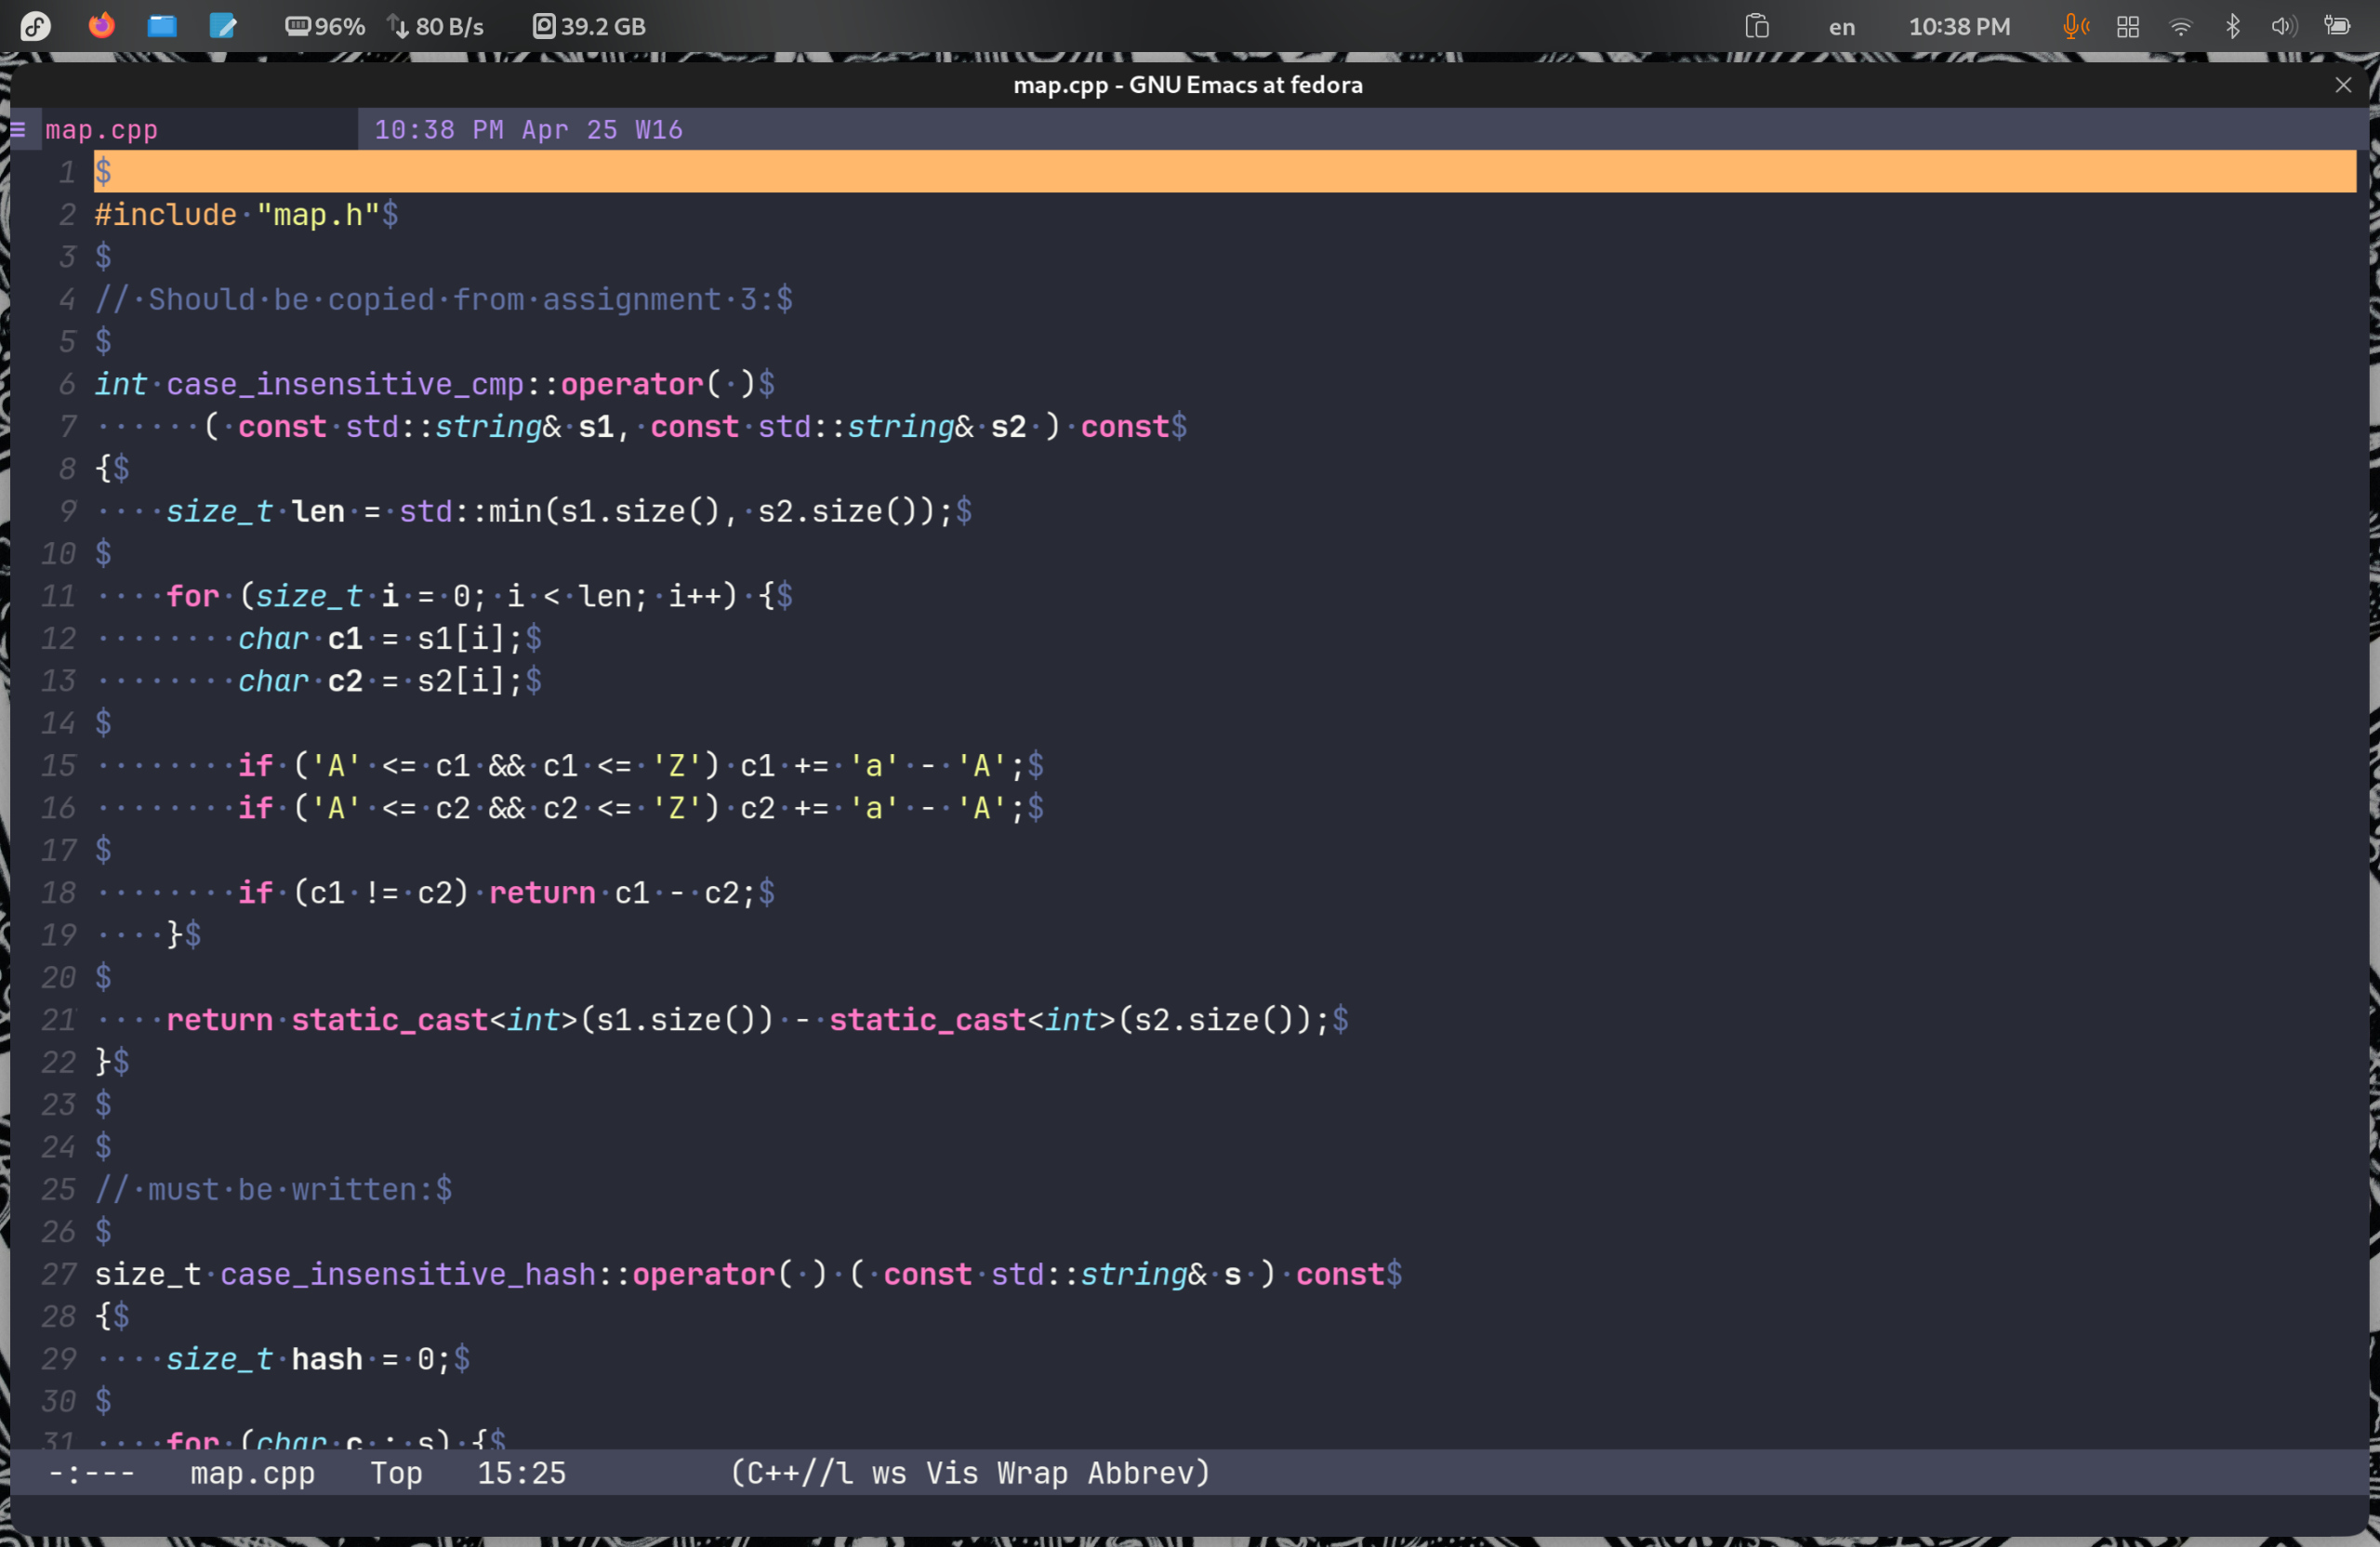 96% 80 B/s 39.2 GB en 10:38 PM
map.cpp - GNU Emacs at fedora
map.cpp 10:38 PM Apr 25 W16
1 $
2 #include·"map.h"$
3 $
4 //·Should·be·copied·from·assignment·3:$
5 $
6 int·case_insensitive_cmp::operator(·)$
7 ······(·const·std::string&·s1,·const·std::string&·s2·)·const$
8 {$
9 ····size_t·len·=·std::min(s1.size(),·s2.size());$
10 $
11 ····for·(size_t·i·=·0;·i·<·len;·i++)·{$
12 ········char·c1·=·s1[i];$
13 ········char·c2·=·s2[i];$
14 $
15 ········if·('A'·<=·c1·&&·c1·<=·'Z')·c1·+=·'a'·-·'A';$
16 ········if·('A'·<=·c2·&&·c2·<=·'Z')·c2·+=·'a'·-·'A';$
17 $
18 ········if·(c1·!=·c2)·return·c1·-·c2;$
19 ····}$
20 $
21 ····return·static_cast<int>(s1.size())·-·static_cast<int>(s2.size());$
22 }$
23 $
24 $
25 //·must·be·written:$
26 $
27 size_t·case_insensitive_hash::operator(·)·(·const·std::string&·s·)·const$
28 {$
29 ····size_t·hash·=·0;$
30 $
31 ····for·(char·c·:·s)·{$
-:--- map.cpp Top 15:25 (C++//l ws Vis Wrap Abbrev)